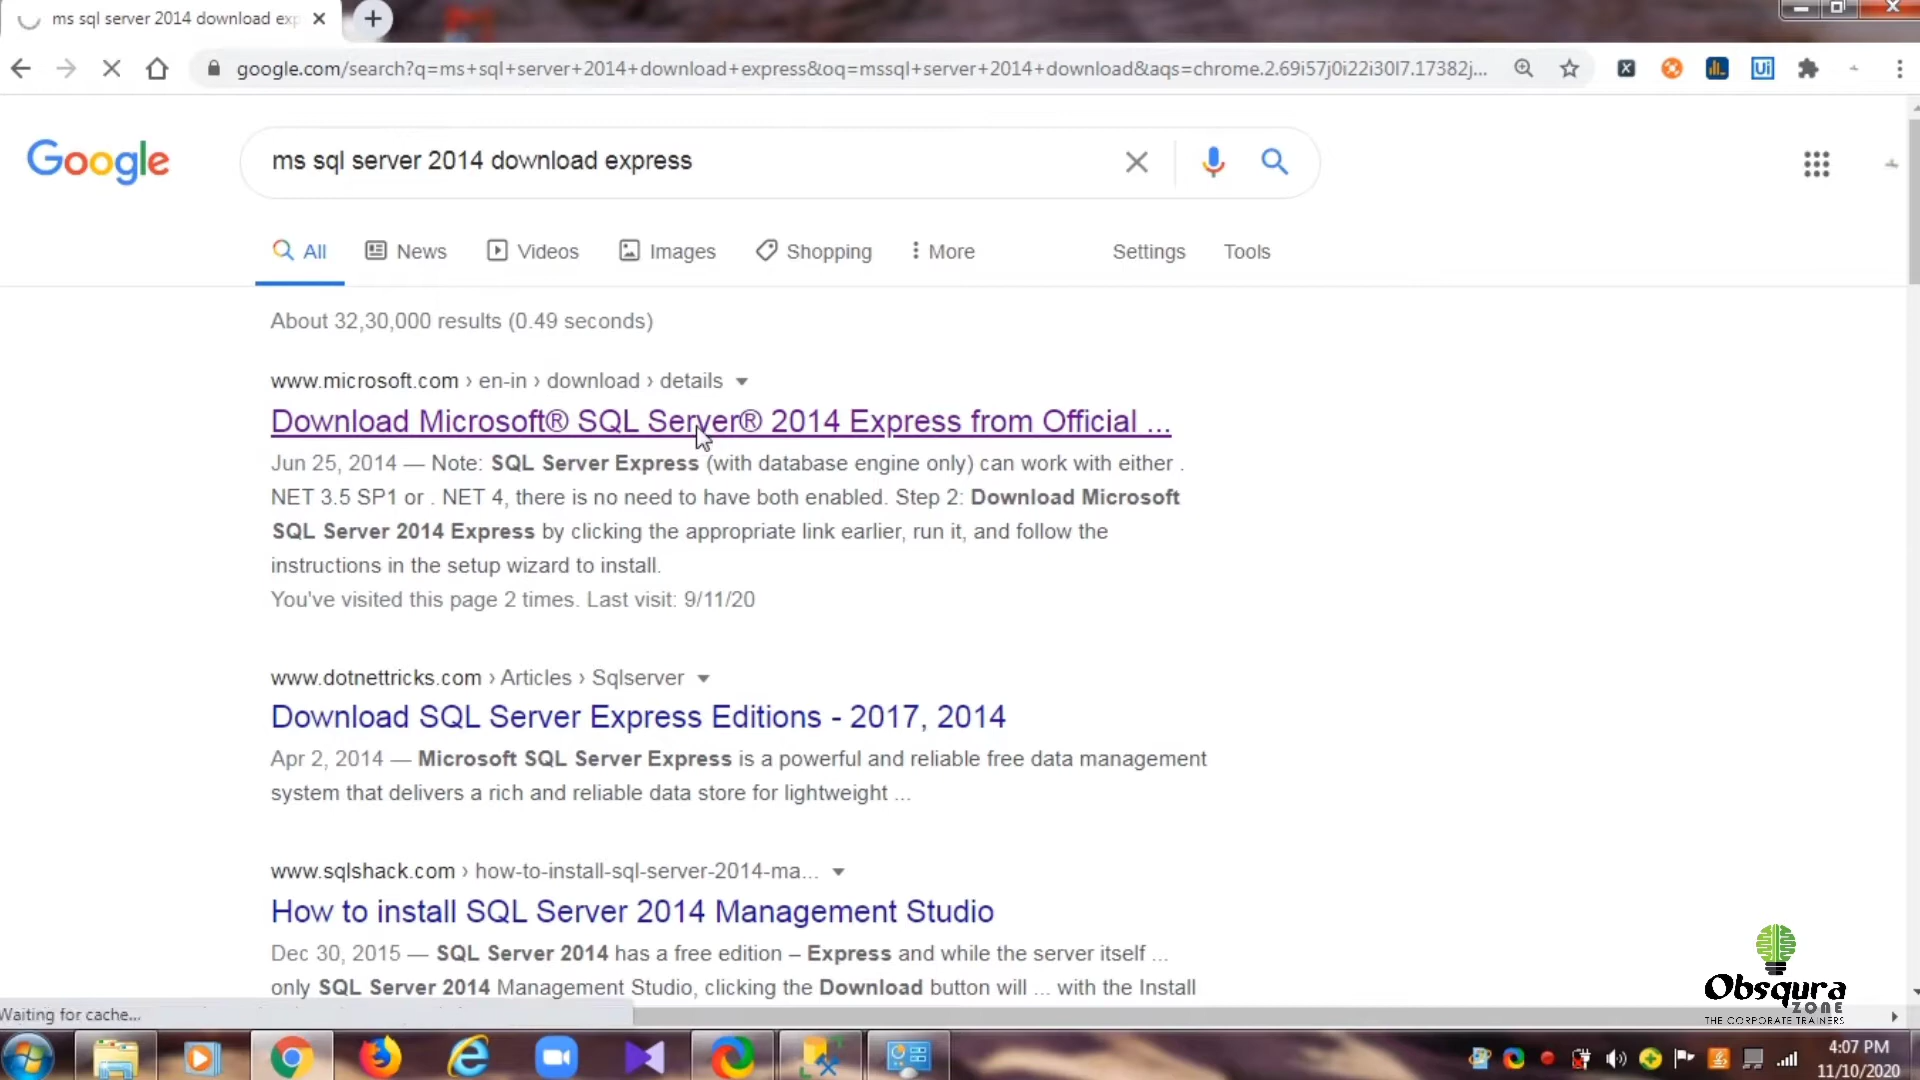 ms sql server 2014 download exp
google.com/search?q=ms+sql+server+2014+download+express&oq=mssql+server+2014+download&aqs=chrome.2.69i57j0i22i30l7.17382j...
Ui
Google
ms sql server 2014 download express
All News Videos Images Shopping More Settings Tools
About 32,30,000 results (0.49 seconds)
www.microsoft.com › en-in › download › details
Download Microsoft® SQL Server® 2014 Express from Official ...
Jun 25, 2014 — Note: SQL Server Express (with database engine only) can work with either .
NET 3.5 SP1 or . NET 4, there is no need to have both enabled. Step 2: Download Microsoft
SQL Server 2014 Express by clicking the appropriate link earlier, run it, and follow the
instructions in the setup wizard to install.
You've visited this page 2 times. Last visit: 9/11/20
www.dotnettricks.com › Articles › Sqlserver
Download SQL Server Express Editions - 2017, 2014
Apr 2, 2014 — Microsoft SQL Server Express is a powerful and reliable free data management
system that delivers a rich and reliable data store for lightweight ...
www.sqlshack.com › how-to-install-sql-server-2014-ma...
How to install SQL Server 2014 Management Studio
Dec 30, 2015 — SQL Server 2014 has a free edition – Express and while the server itself ...
only SQL Server 2014 Management Studio, clicking the Download button will ... with the Install
Waiting for cache...
Obsqura
ZONE
THE CORPORATE TRAINERS
4:07 PM
11/10/2020